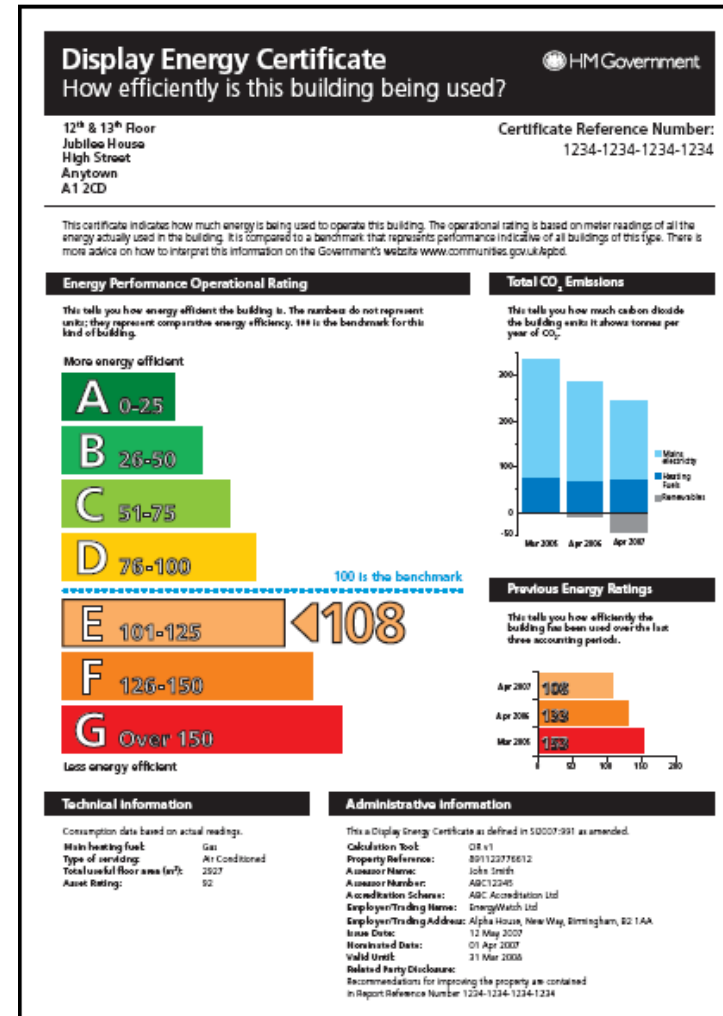 Display Energy Certificate
How efficiently is this building being used?
HM Government
12th & 13th Floor
Jubilee House
High Street
Anytown
A1 2CD
Certificate Reference Number:
1234-1234-1234-1234
This certificate indicates how much energy is being used to operate this building. The operational rating is based on meter readings of all the
energy actually used in the building. It is compared to a benchmark that represents performance indicative of all buildings of this type. There is
more advice on how to interpret this information on the Government's website www.communities.gov.uk/epbd.
Energy Performance Operational Rating
This tells you how energy efficient the building is. The numbers do not represent
units; they represent comparative energy efficiency. 100 is the benchmark for this
kind of building.
More energy efficient
A 0-25
B 26-50
C 51-75
D 76-100
100 is the benchmark
E 101-125
108
F 126-150
G Over 150
Less energy efficient
Total CO2 Emissions
This tells you how much carbon dioxide
the building emits it shows tonnes per
year of CO2.
300
200
100
0
-50
Mains
electricity
Heating
Fuels
Renewables
Mar 2005 Apr 2006 Apr 2007
Previous Energy Ratings
This tells you how efficiently the
building has been used over the last
three accounting periods.
Apr 2007 108
Apr 2006 133
Mar 2005 153
0 50 100 150 200
Technical information
Consumption data based on actual readings.
Main heating fuel: Gas
Type of servicing: Air Conditioned
Total useful floor area (m²): 2927
Asset Rating: 92
Administrative information
This a Display Energy Certificate as defined in SI2007:991 as amended.
Calculation Tool: OR v1
Property Reference: 891123776612
Assessor Name: John Smith
Assessor Number: ABC12345
Accreditation Scheme: ABC Accreditation Ltd
Employer/Trading Name: EnergyWatch Ltd
Employer/Trading Address: Alpha House, New Way, Birmingham, B2 1AA
Issue Date: 12 May 2007
Nominated Date: 01 Apr 2007
Valid Until: 31 Mar 2008
Related Party Disclosure:
Recommendations for improving the property are contained
in Report Reference Number 1234-1234-1234-1234